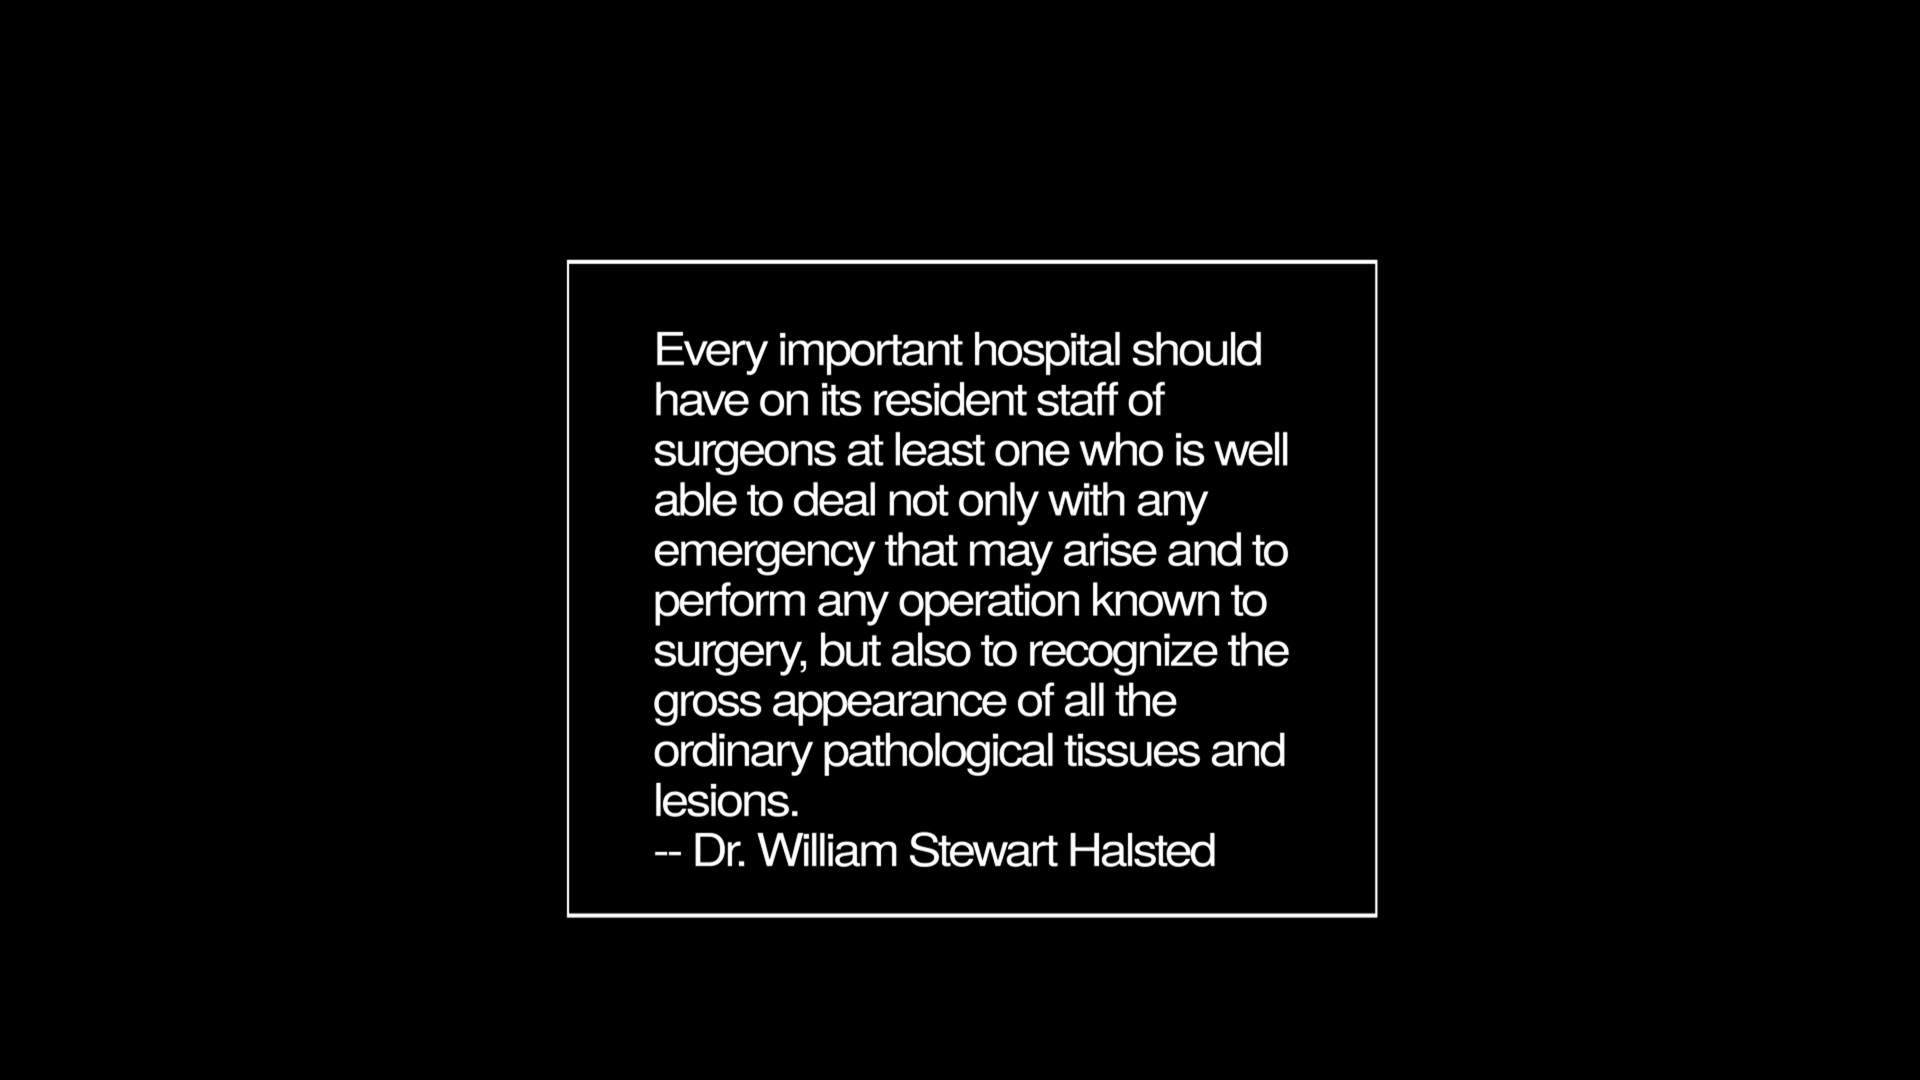 Every important hospital should
have on its resident staff of
surgeons at least one who is well
able to deal not only with any
emergency that may arise and to
perform any operation known to
surgery, but also to recognize the
gross appearance of all the
ordinary pathological tissues and
lesions.
-- Dr. William Stewart Halsted